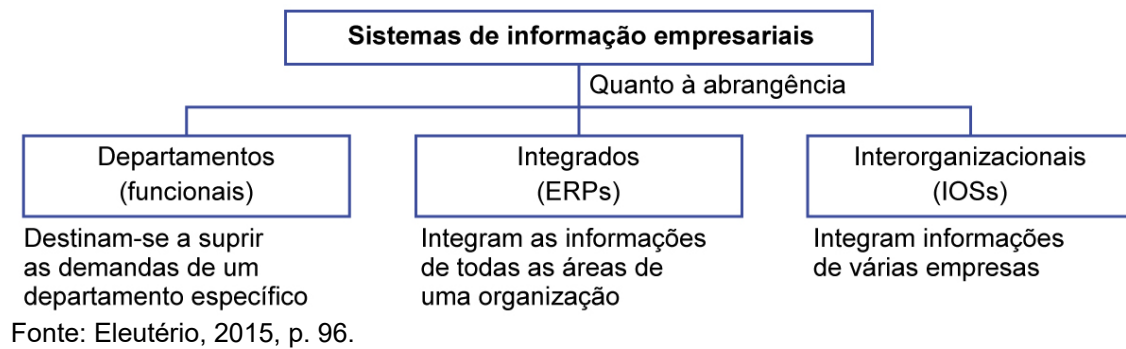 Sistemas de informação empresariais
Quanto à abrangência
Departamentos
(funcionais)
Destinam-se a suprir
as demandas de um
departamento específico
Integrados
(ERPs)
Integram as informações
de todas as áreas de
uma organização
Interorganizacionais
(IOSs)
Integram informações
de várias empresas
Fonte: Eleutério, 2015, p. 96.